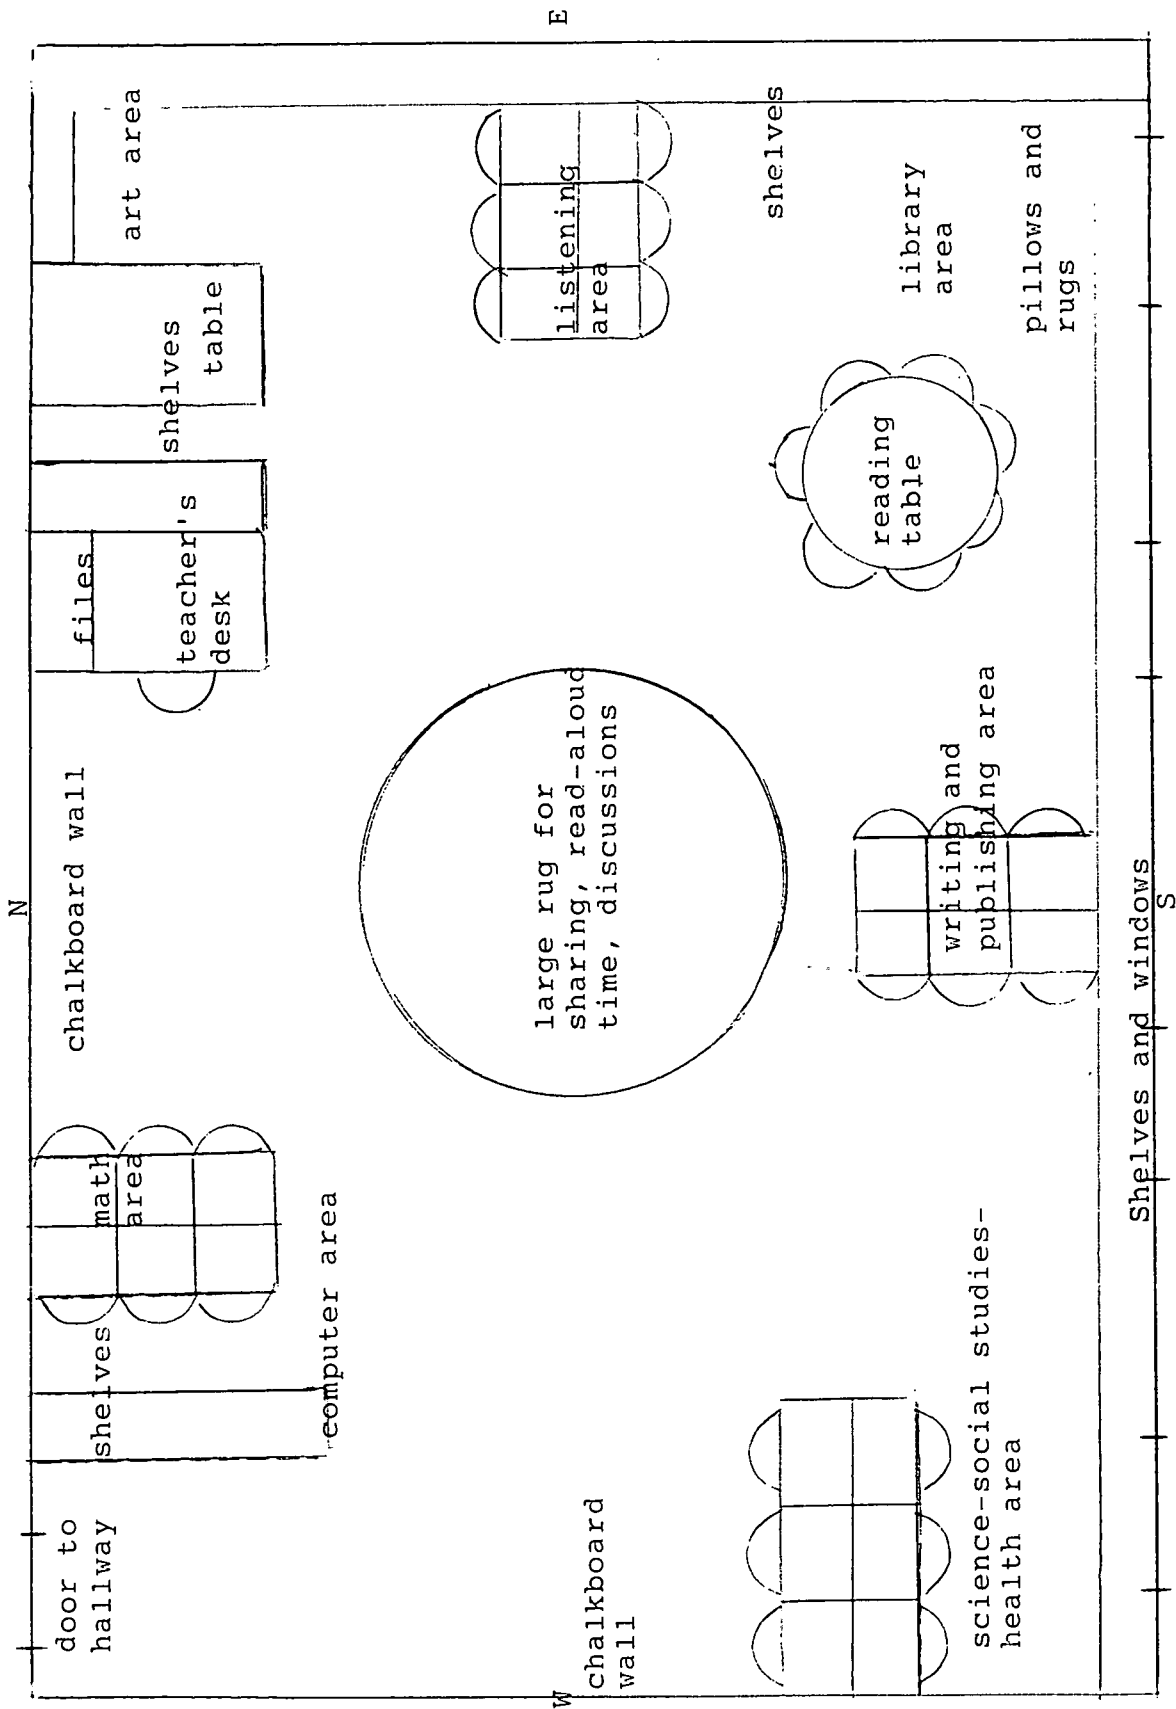 N
door to
hallway
shelves
math
area
computer area
chalkboard wall
files
teacher's
desk
shelves
table
art area
W
chalkboard
wall
large rug for
sharing, read-aloud
time, discussions
listening
area
E
science-social studies-
health area
writing and
publishing area
reading
table
shelves
library
area
pillows and
rugs
Shelves and windows
S